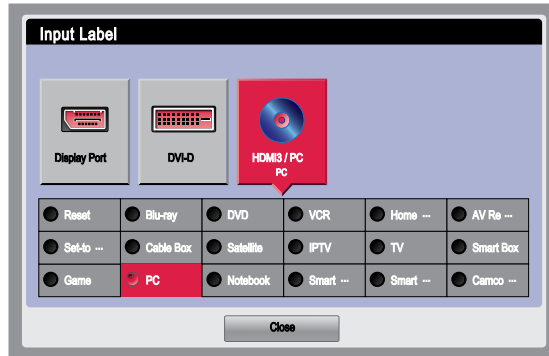 Input Label
Display Port DVI-D HDMI3 / PC
PC
Reset Blu-ray DVD VCR Home ··· AV Re ···
Set-to ··· Cable Box Satellite IPTV TV Smart Box
Game PC Notebook Smart ··· Smart ··· Camco ···
Close